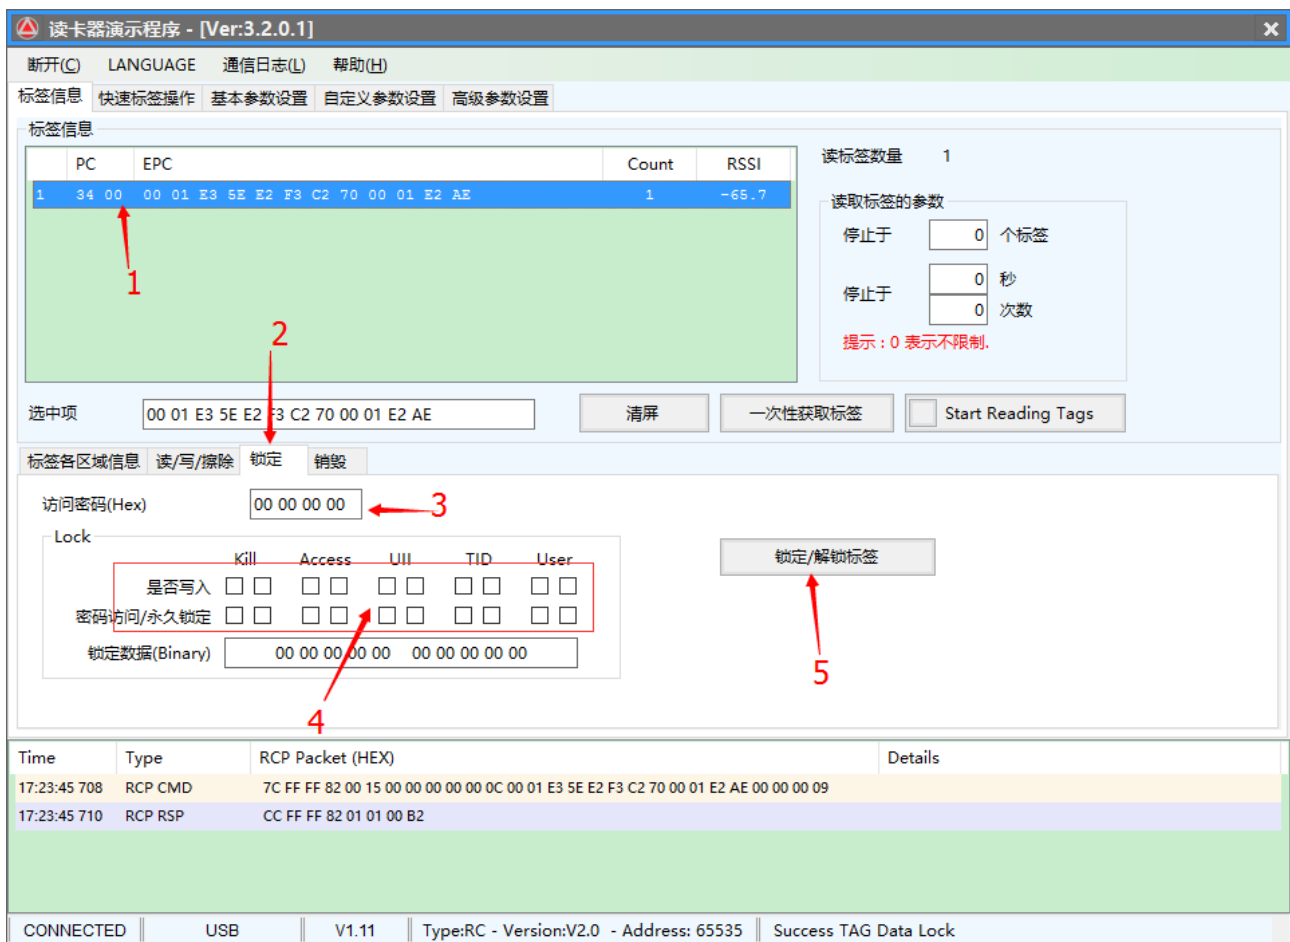 读卡器演示程序 - [Ver:3.2.0.1]
断开(C) LANGUAGE 通信日志(L) 帮助(H)
标签信息 快速标签操作 基本参数设置 自定义参数设置 高级参数设置
标签信息
PC EPC Count RSSI
1 34 00 00 01 E3 5E E2 F3 C2 70 00 01 E2 AE 1 -65.7
读标签数量 1
读取标签的参数
停止于 0 个标签
停止于 0 秒
0 次数
提示：0 表示不限制.
1
2
选中项 00 01 E3 5E E2 F3 C2 70 00 01 E2 AE 清屏 一次性获取标签 Start Reading Tags
标签各区域信息 读/写/擦除 锁定 销毁
访问密码(Hex) 00 00 00 00 3
Lock
Kill Access UII TID User
是否写入
密码访问/永久锁定
锁定数据(Binary) 00 00 00 00 00 00 00 00 00 00
锁定/解锁标签
4
5
Time Type RCP Packet (HEX) Details
17:23:45 708 RCP CMD 7C FF FF 82 00 15 00 00 00 00 00 0C 00 01 E3 5E E2 F3 C2 70 00 01 E2 AE 00 00 00 09
17:23:45 710 RCP RSP CC FF FF 82 01 01 00 B2
CONNECTED USB V1.11 Type:RC - Version:V2.0 - Address: 65535 Success TAG Data Lock